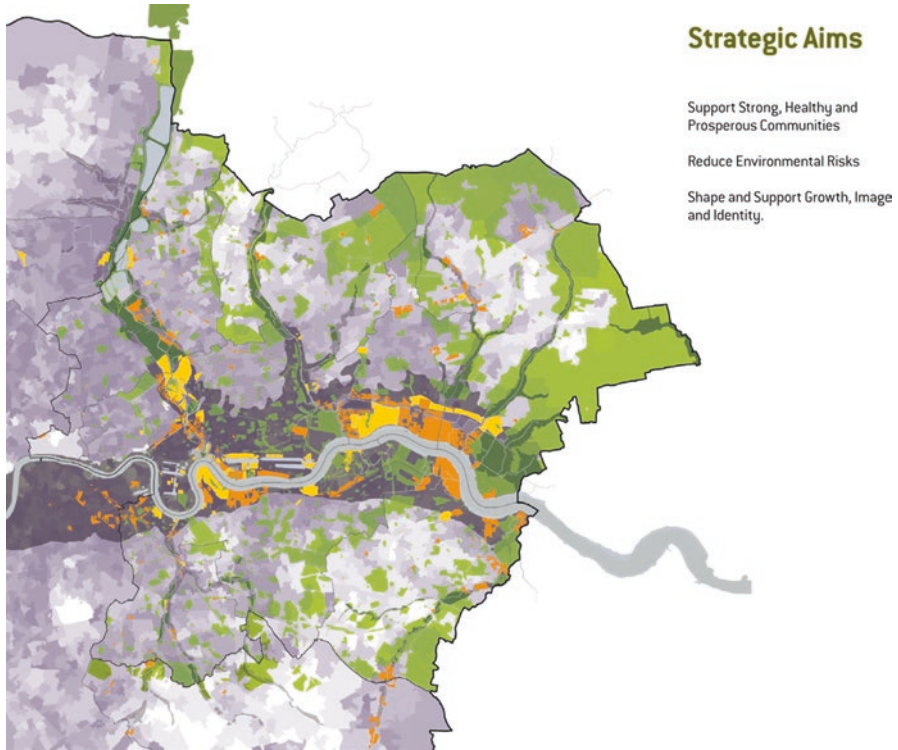 Strategic Aims
Support Strong, Healthy and
Prosperous Communities
Reduce Environmental Risks
Shape and Support Growth, Image
and Identity.